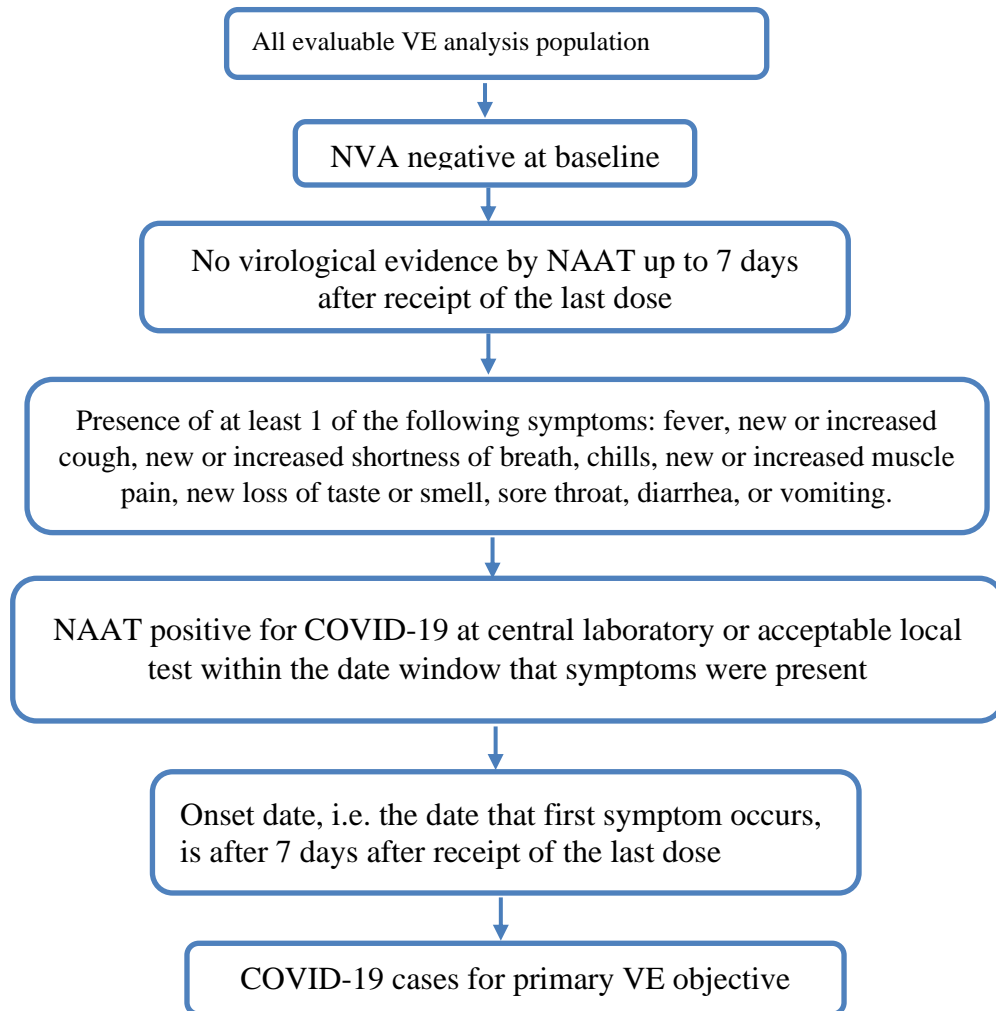 All evaluable VE analysis population
NVA negative at baseline
No virological evidence by NAAT up to 7 days
after receipt of the last dose
Presence of at least 1 of the following symptoms: fever, new or increased
cough, new or increased shortness of breath, chills, new or increased muscle
pain, new loss of taste or smell, sore throat, diarrhea, or vomiting.
NAAT positive for COVID-19 at central laboratory or acceptable local
test within the date window that symptoms were present
Onset date, i.e. the date that first symptom occurs,
is after 7 days after receipt of the last dose
COVID-19 cases for primary VE objective